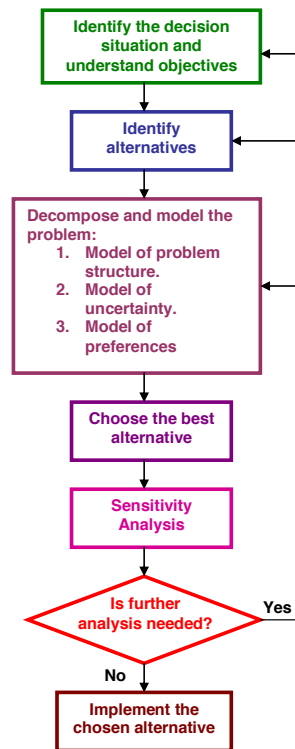 Identify the decision
situation and
understand objectives
Identify
alternatives
Decompose and model the
problem:
1. Model of problem
structure.
2. Model of
uncertainty.
3. Model of
preferences
Choose the best
alternative
Sensitivity
Analysis
Is further
analysis needed?
Yes
No
Implement the
chosen alternative